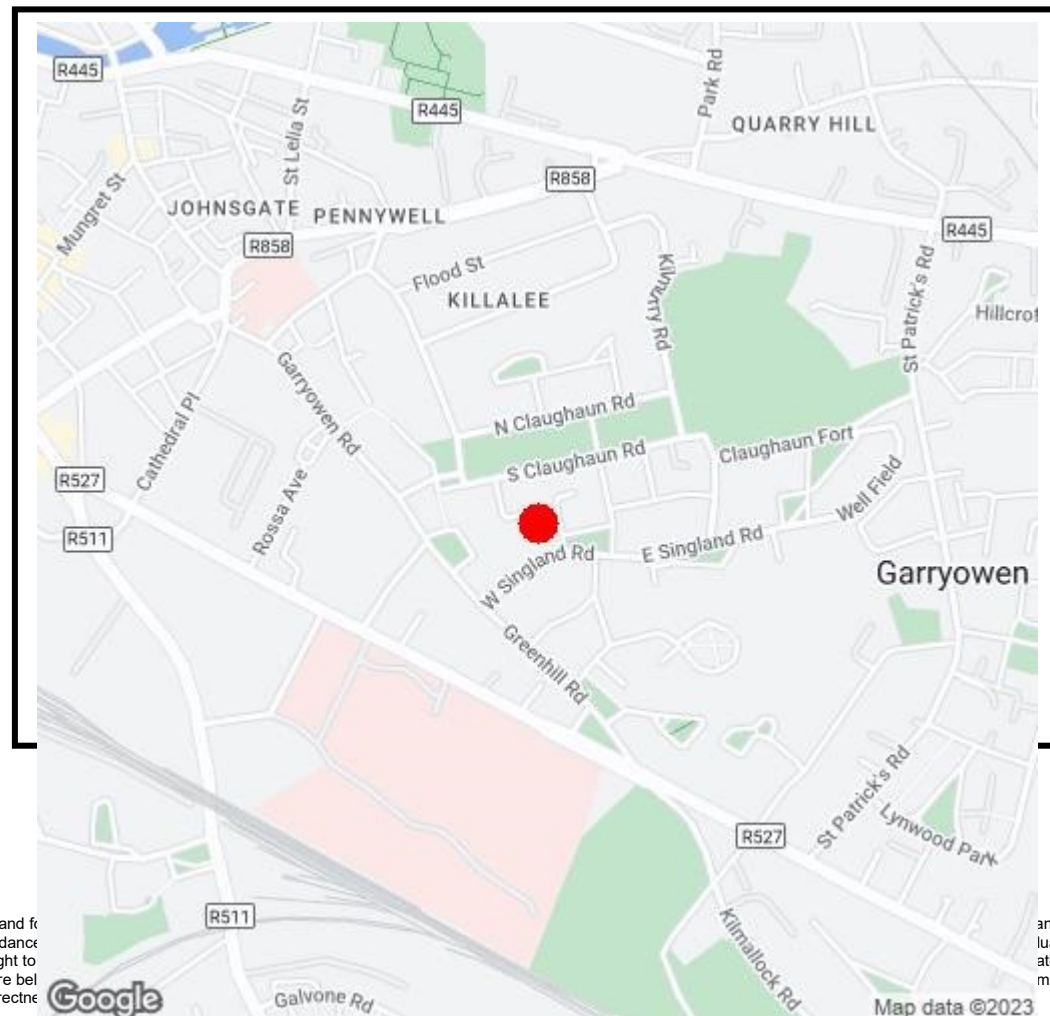 R445
R445
Park Rd
QUARRY HILL
St Lelia St
Mungret St
R858
JOHNSGATE
PENNYWELL
R858
R445
Flood St
KILLALEE
Kilmurry Rd
St Patrick's Rd
Garryowen Rd
N Claughaun Rd
Cathedral Pl
S Claughaun Rd
Claughaun Fort
R527
Rossa Ave
Well Field
R511
W Singland Rd
E Singland Rd
Garryowen
Greenhill Rd
St Patrick's Rd
Lynwood Park
R527
R511
Kilmallock Rd
Galvone Rd
Google
Map data ©2023